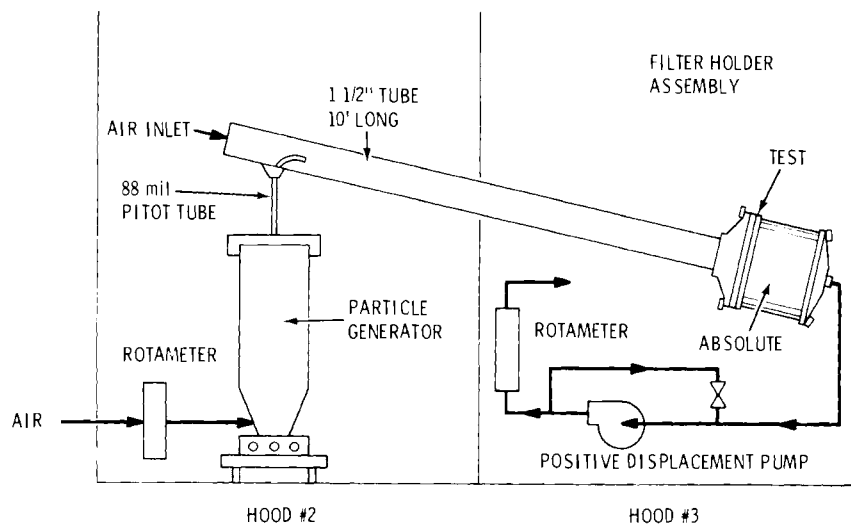 FILTER HOLDER
ASSEMBLY
1 1/2" TUBE
10' LONG
AIR INLET
TEST
88 mil
PITOT TUBE
PARTICLE
GENERATOR
ROTAMETER
ROTAMETER
ABSOLUTE
AIR
POSITIVE DISPLACEMENT PUMP
HOOD #2
HOOD #3